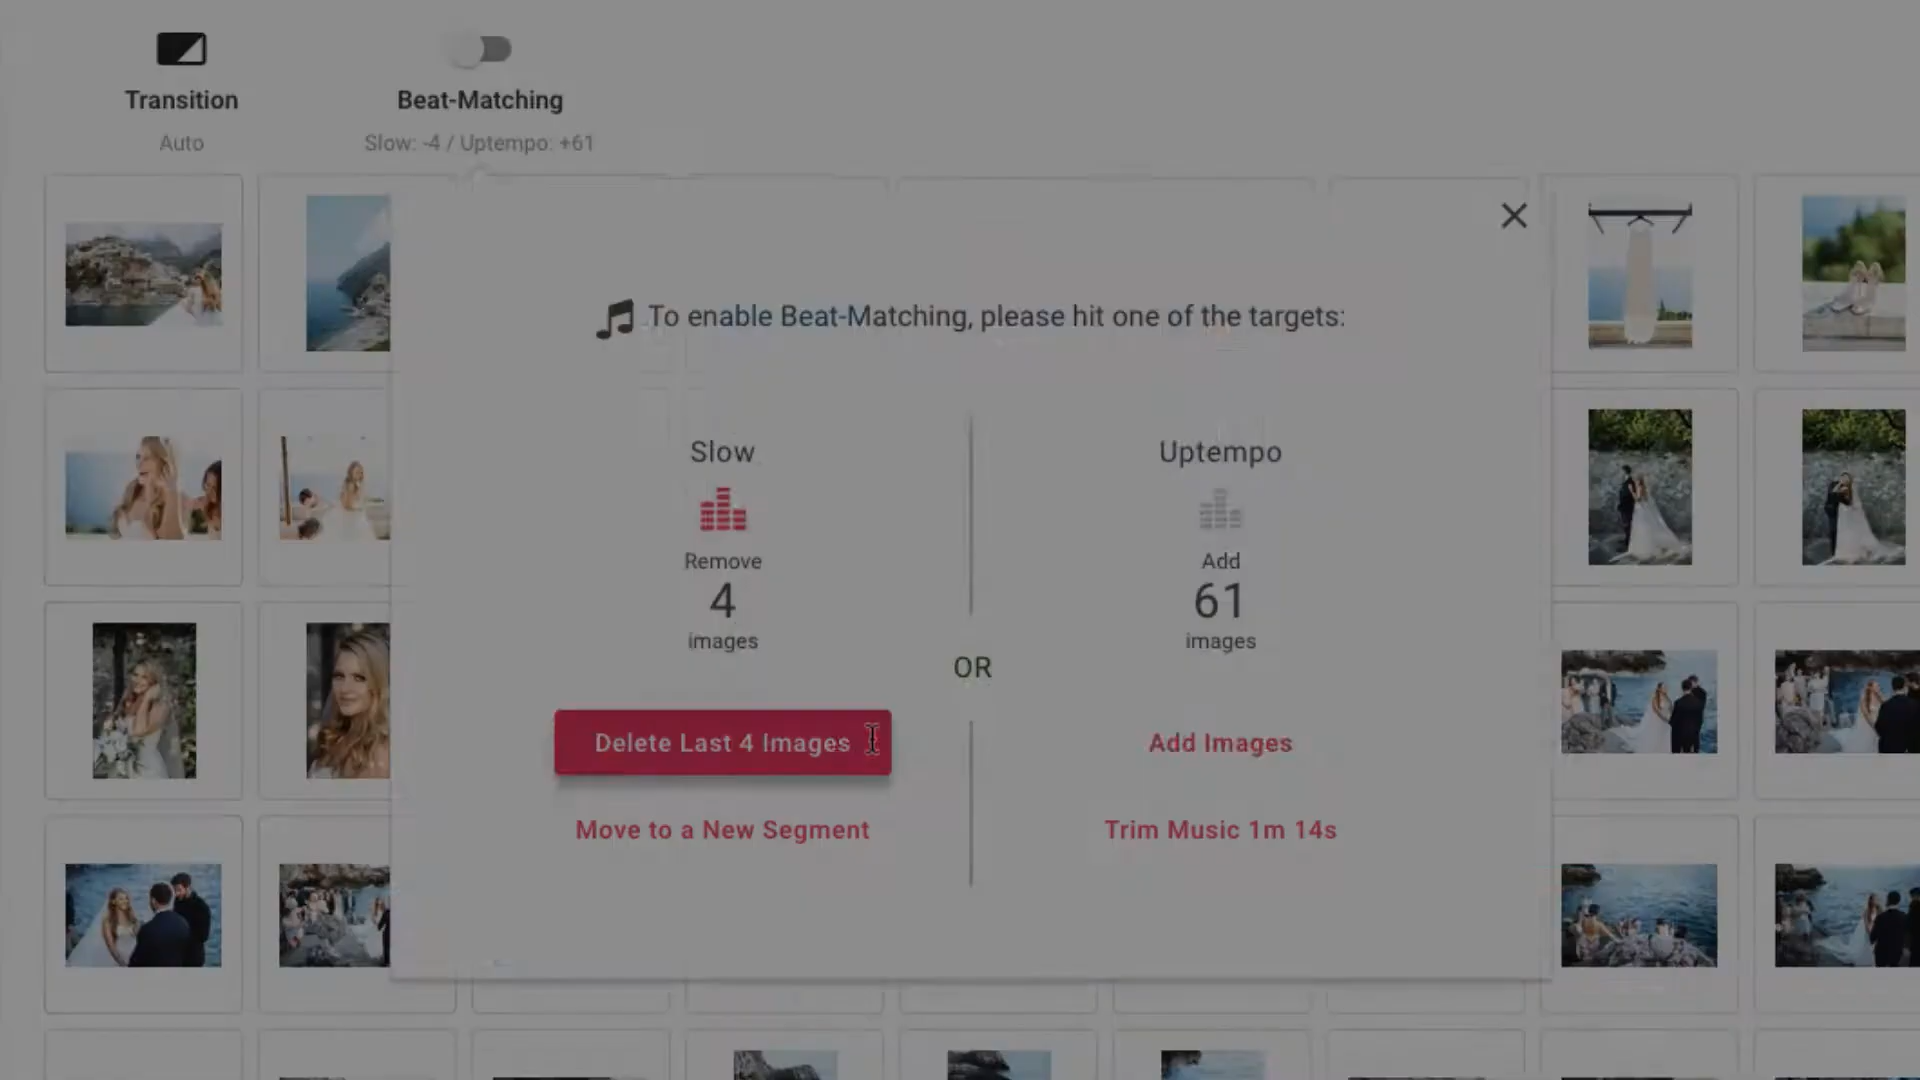 Transition
Auto
Beat-Matching
Slow: -4 / Uptempo: +61
To enable Beat-Matching, please hit one of the targets:
Slow
Remove
4
images
Delete Last 4 Images
Move to a New Segment
OR
Uptempo
Add
61
images
Add Images
Trim Music 1m 14s